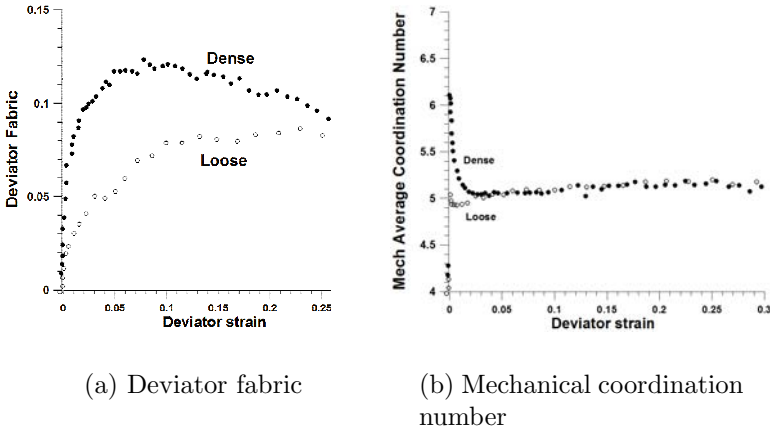 0.15
0.1
0.05
0
Deviator Fabric
Dense
Loose
0 0.05 0.1 0.15 0.2 0.25
Deviator strain
(a) Deviator fabric
7
6.5
6
5.5
5
4.5
4
Mech Average Coordination Number
Dense
Loose
0 0.05 0.1 0.15 0.2 0.25 0.3
Deviator strain
(b) Mechanical coordination
number